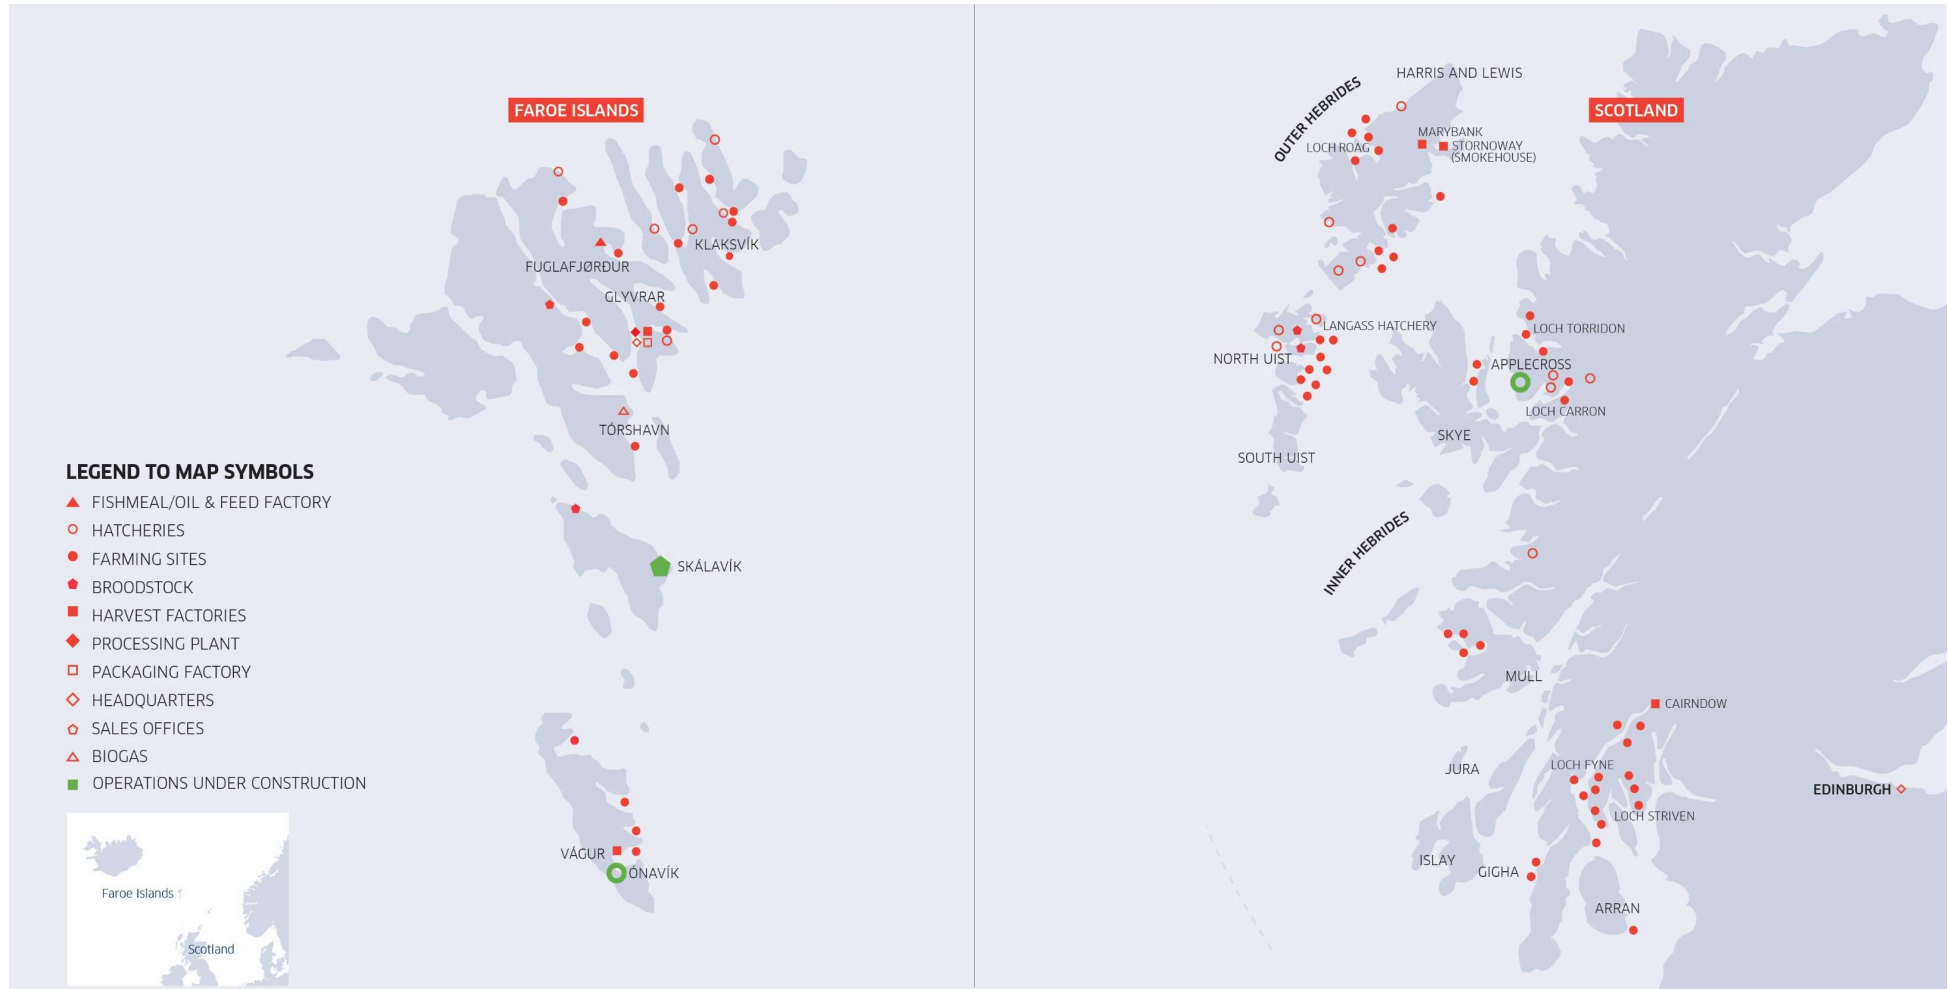 FAROE ISLANDS
KLAKSVÍK
FUGLAFJØRÐUR
GLYVRAR
TÓRSHAVN
SKÁLAVÍK
VÁGUR
ÓNAVÍK
LEGEND TO MAP SYMBOLS
FISHMEAL/OIL & FEED FACTORY
HATCHERIES
FARMING SITES
BROODSTOCK
HARVEST FACTORIES
PROCESSING PLANT
PACKAGING FACTORY
HEADQUARTERS
SALES OFFICES
BIOGAS
OPERATIONS UNDER CONSTRUCTION
Faroe Islands
Scotland
SCOTLAND
OUTER HEBRIDES
HARRIS AND LEWIS
MARYBANK
LOCH ROAG
STORNOWAY
(SMOKEHOUSE)
LANGASS HATCHERY
LOCH TORRIDON
NORTH UIST
APPLECROSS
LOCH CARRON
SKYE
SOUTH UIST
INNER HEBRIDES
MULL
CAIRNDOW
JURA
LOCH FYNE
EDINBURGH
LOCH STRIVEN
ISLAY
GIGHA
ARRAN